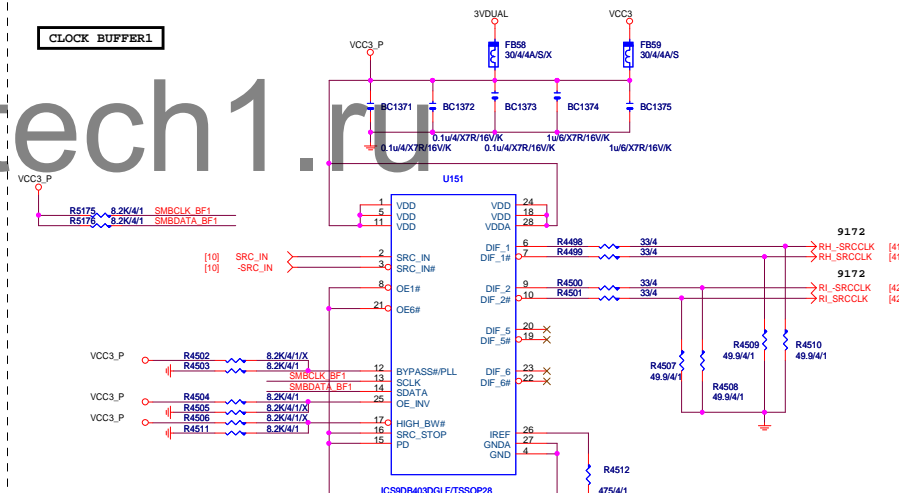 3VDUAL VCC3
CLOCK BUFFER1
VCC3_P FB58 30/4/4A/S/X FB59 30/4/4A/S
BC1371 BC1372 BC1373 BC1374 BC1375
0.1u/4/X7R/16V/K 1u/6/X7R/16V/K
0.1u/4/X7R/16V/K 0.1u/4/X7R/16V/K 1u/6/X7R/16V/K
tech1.ru
VCC3_P U151
R5175 8.2K/4/1 SMBCLK_BF1
R5176 8.2K/4/1 SMBDATA_BF1
1 VDD VDD 24
5 VDD VDD 18
11 VDD VDDA 28
9172
[10] SRC_IN 2 SRC_IN DIF_1 6 R4498 33/4 RH_-SRCCLK [41
[10] -SRC_IN 3 SRC_IN# DIF_1# 7 R4499 33/4 RH_SRCCLK [41
9172
8 OE1# DIF_2 9 R4500 33/4 RI_-SRCCLK [42
DIF_2# 10 R4501 33/4 RI_SRCCLK [42
21 OE6#
DIF_5 20
DIF_5# 19
R4509 49.9/4/1 R4510 49.9/4/1
R4507 49.9/4/1 R4508 49.9/4/1
VCC3_P R4502 8.2K/4/1/X
R4503 8.2K/4/1 12 BYPASS#/PLL DIF_6 23
SMBCLK_BF1 13 SCLK DIF_6# 22
SMBDATA_BF1 14 SDATA
VCC3_P R4504 8.2K/4/1 25 OE_INV
R4505 8.2K/4/1/X
VCC3_P R4506 8.2K/4/1/X 17 HIGH_BW#
R4511 8.2K/4/1 16 SRC_STOP IREF 26
15 PD GNDA 27
GND 4
R4512
475/4/1
ICS9DB403DGLF/TSSOP28